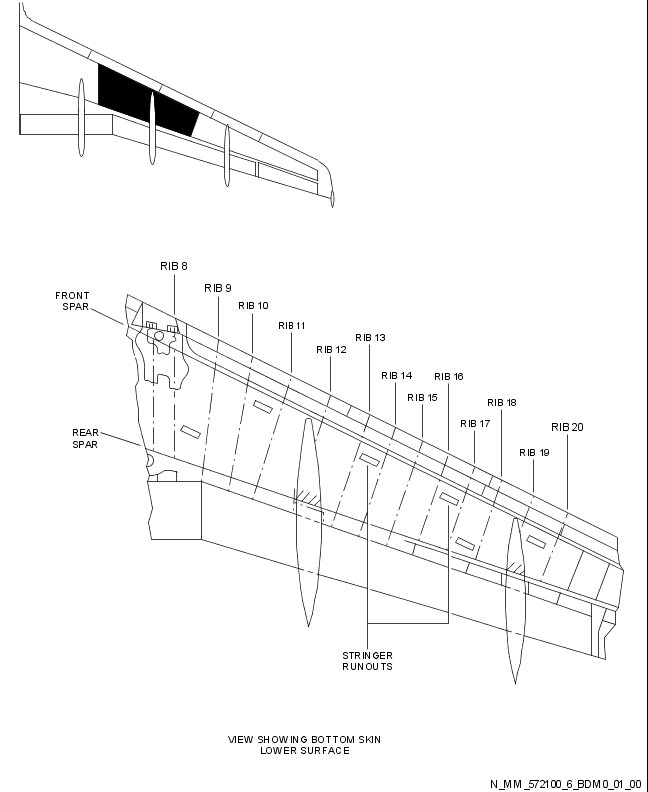 RIB 8
RIB 9
RIB 10
RIB 11
RIB 12
RIB 13
RIB 14
RIB 15
RIB 16
RIB 17
RIB 18
RIB 19
RIB 20
FRONT
SPAR
REAR
SPAR
STRINGER
RUNOUTS
VIEW SHOWING BOTTOM SKIN
LOWER SURFACE
N_MM_572100_6_BDM0_01_00